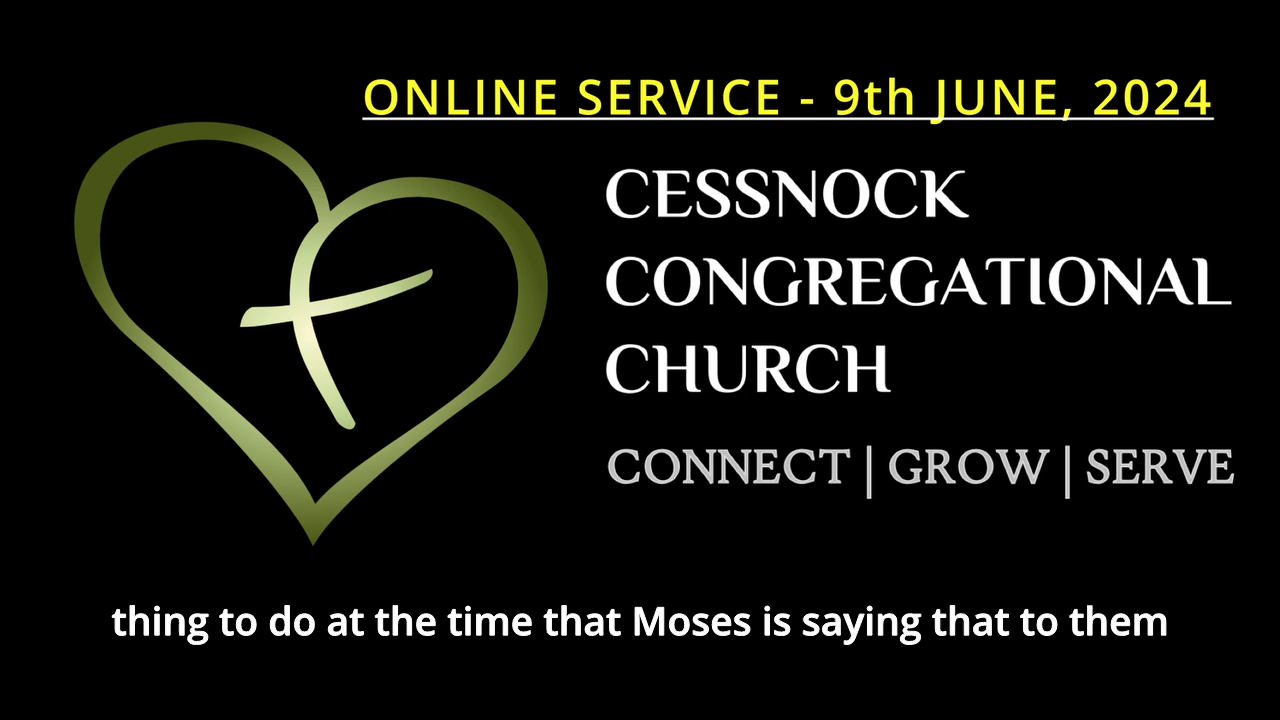 ONLINE SERVICE - 9th JUNE, 2024
CESSNOCK
CONGREGATIONAL
CHURCH
CONNECT | GROW | SERVE
thing to do at the time that Moses is saying that to them